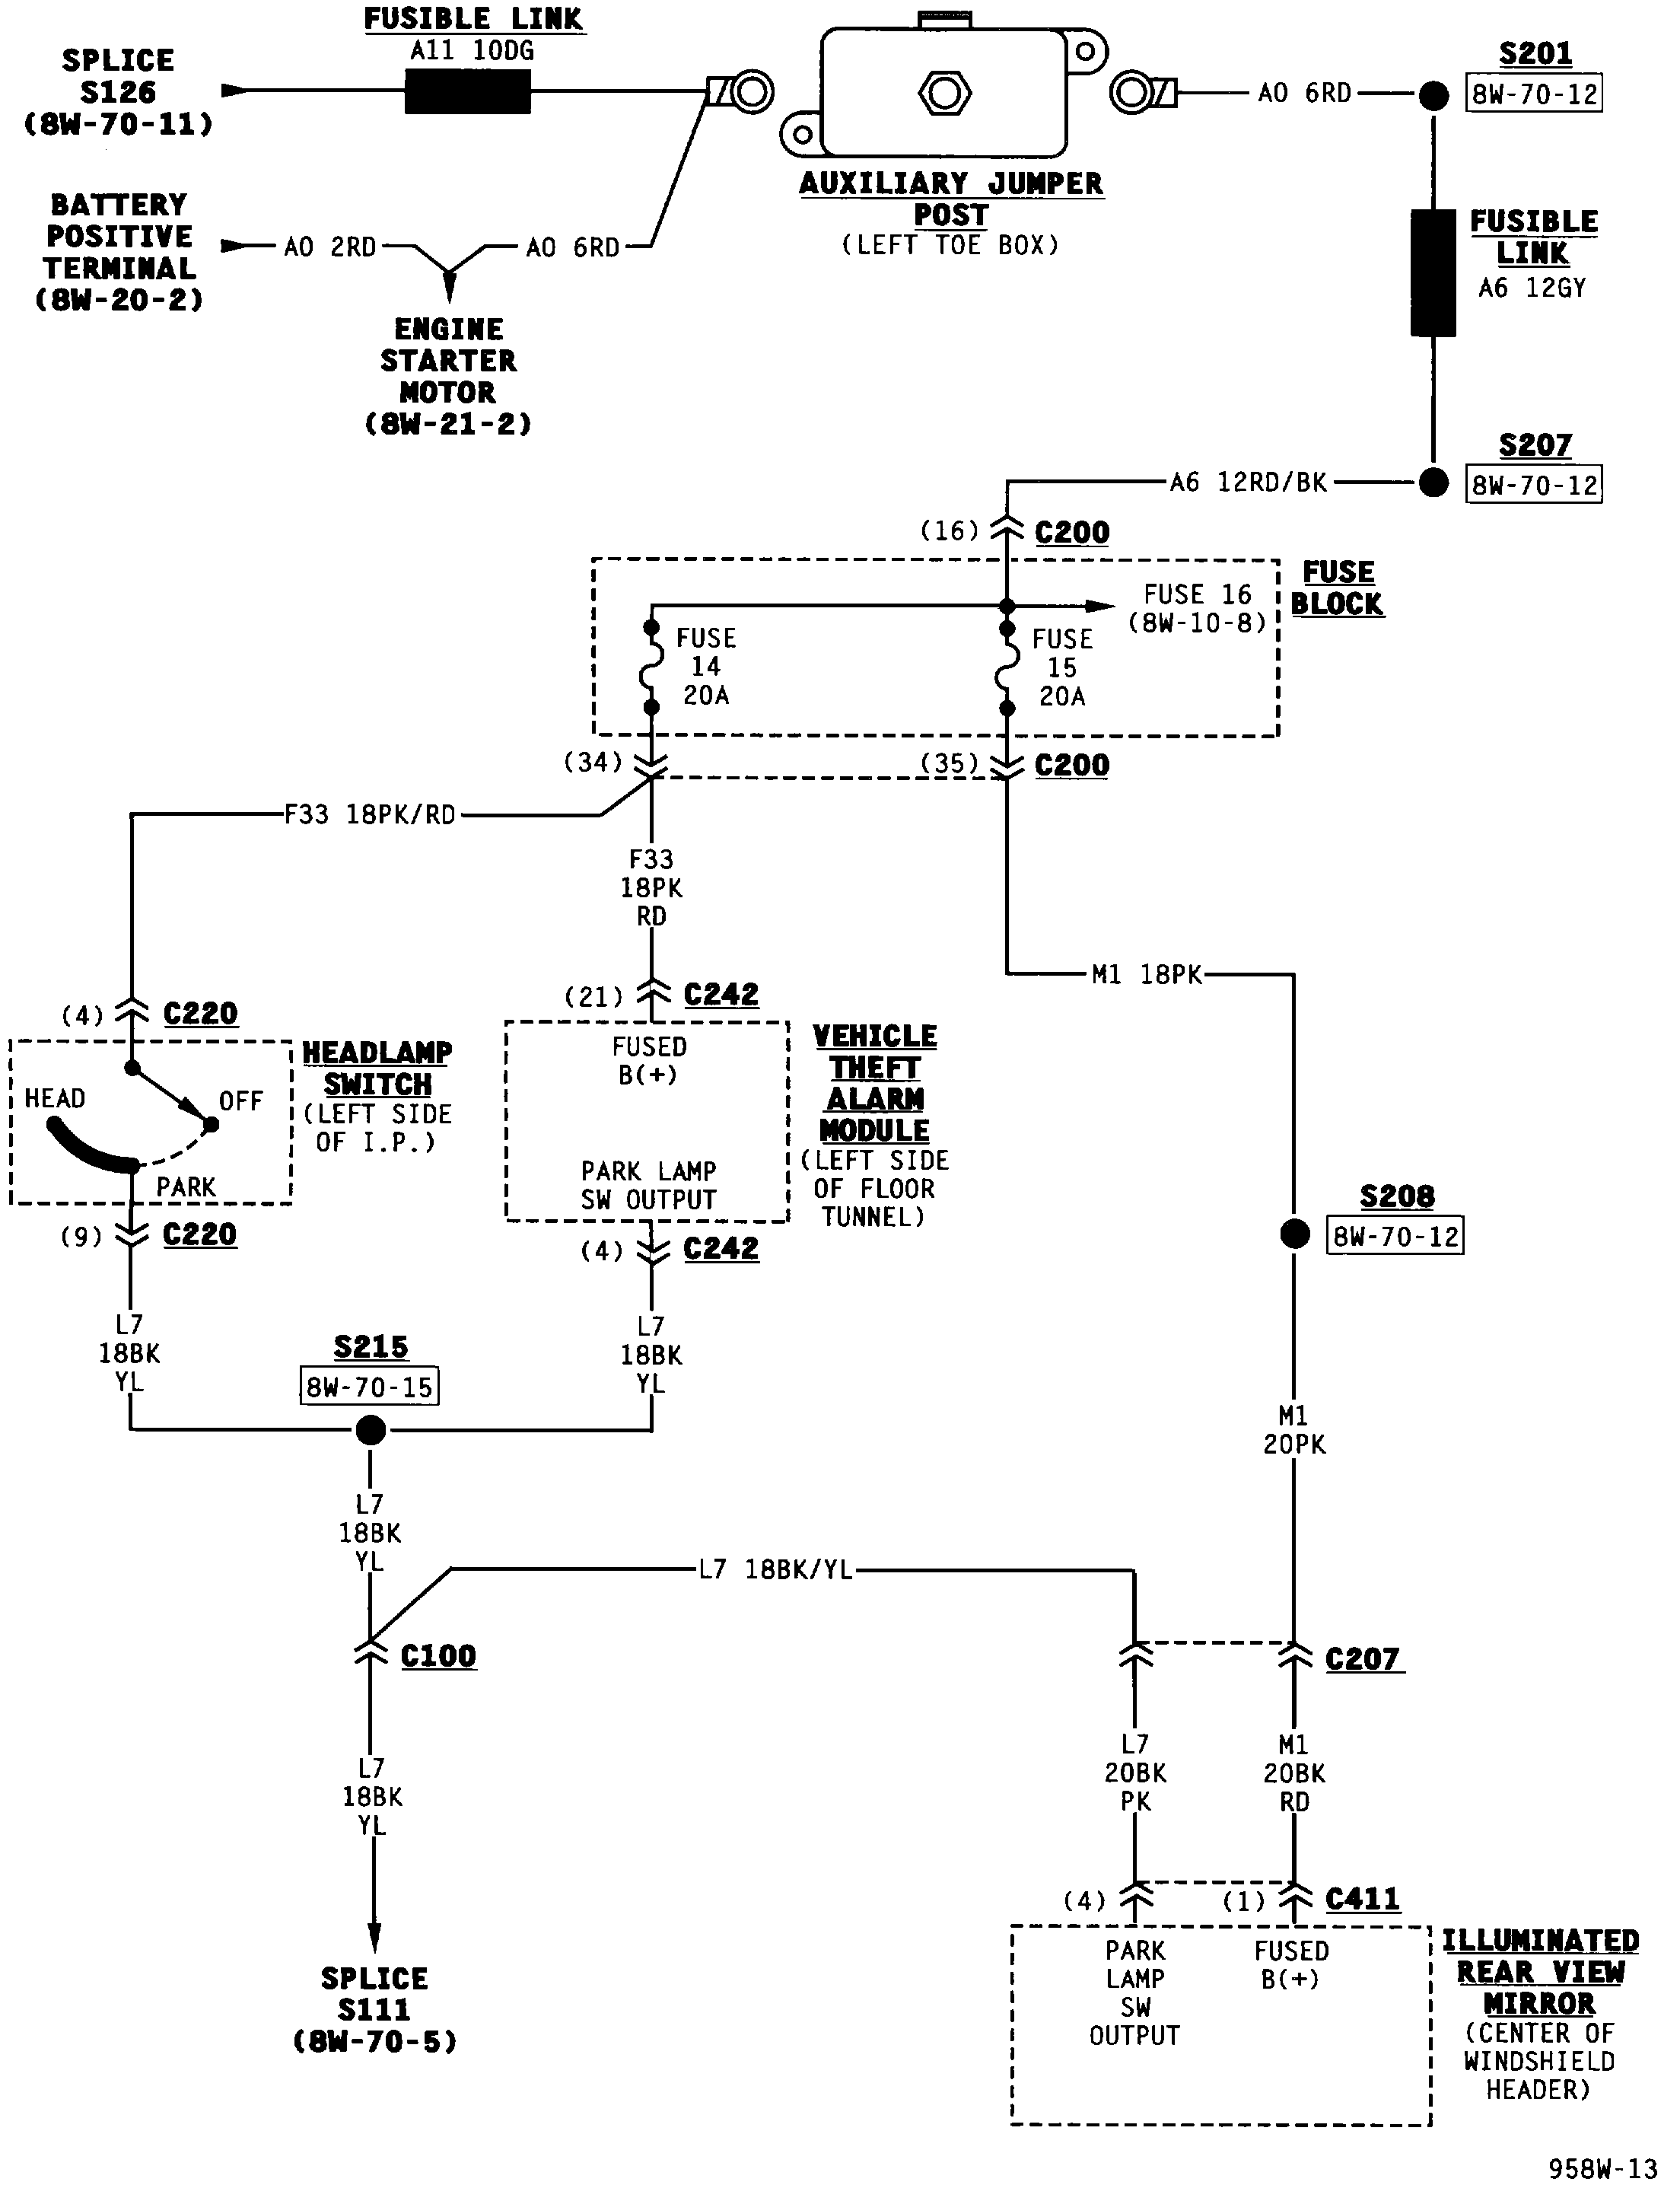 FUSIBLE LINK
A11 10DG
SPLICE
S126
(8W-70-11)
S201
8W-70-12
A0 6RD
AUXILIARY JUMPER
POST
(LEFT TOE BOX)
BATTERY
POSITIVE
TERMINAL
(8W-20-2)
A0 2RD
A0 6RD
FUSIBLE
LINK
A6 12GY
ENGINE
STARTER
MOTOR
(8W-21-2)
S207
8W-70-12
A6 12RD/BK
(16)
C200
FUSE
BLOCK
FUSE 16
(8W-10-8)
FUSE
14
20A
FUSE
15
20A
(34)
(35)
C200
F33 18PK/RD
F33
18PK
RD
M1 18PK
(4)
C220
(21)
C242
HEADLAMP
SWITCH
(LEFT SIDE
OF I.P.)
HEAD
OFF
PARK
FUSED
B(+)
PARK LAMP
SW OUTPUT
VEHICLE
THEFT
ALARM
MODULE
(LEFT SIDE
OF FLOOR
TUNNEL)
(9)
C220
(4)
C242
S208
8W-70-12
L7
18BK
YL
S215
8W-70-15
L7
18BK
YL
M1
20PK
L7
18BK
YL
L7 18BK/YL
C100
C207
L7
18BK
YL
L7
20BK
PK
M1
20BK
RD
(4)
(1)
C411
SPLICE
S111
(8W-70-5)
PARK
LAMP
SW
OUTPUT
FUSED
B(+)
ILLUMINATED
REAR VIEW
MIRROR
(CENTER OF
WINDSHIELD
HEADER)
958W-13